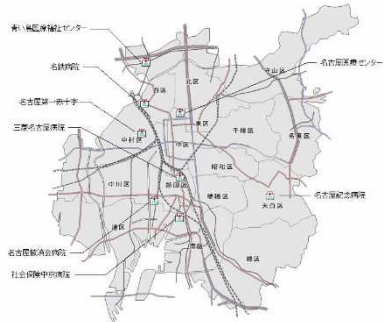 青い鳥医療福祉センター
名鉄病院
名古屋医療センター
名古屋第一赤十字
三菱名古屋病院
名古屋記念病院
名古屋掖済会病院
社会保険中京病院
西区
北区
守山区
東区
千種区
名東区
中村区
中区
昭和区
中川区
熱田区
瑞穂区
天白区
港区
南区
緑区